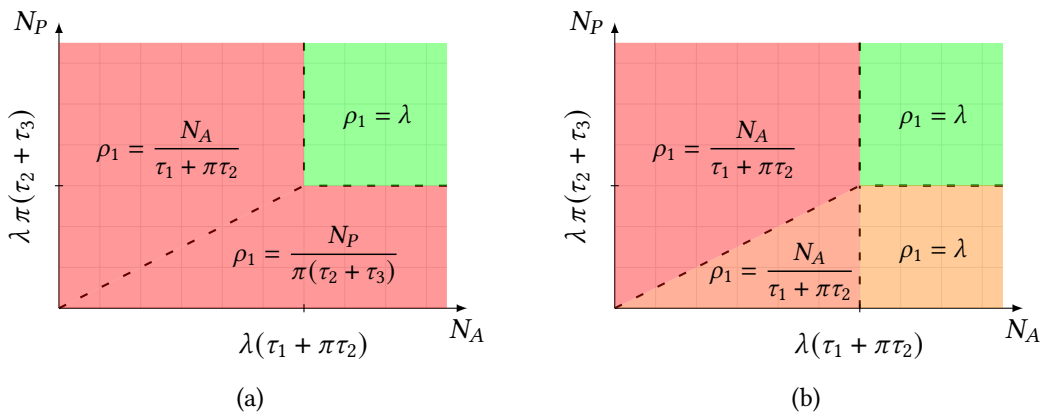 N_P
λ π(τ_2 + τ_3)
ρ_1 = N_A / (τ_1 + πτ_2)
ρ_1 = λ
ρ_1 = N_P / (π(τ_2 + τ_3))
N_A
λ(τ_1 + πτ_2)
(a)
N_P
λ π(τ_2 + τ_3)
ρ_1 = N_A / (τ_1 + πτ_2)
ρ_1 = λ
ρ_1 = N_A / (τ_1 + πτ_2)
ρ_1 = λ
N_A
λ(τ_1 + πτ_2)
(b)